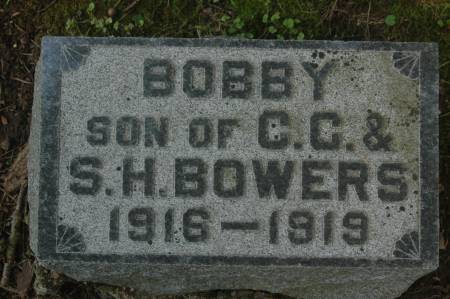 BOBBY
SON OF C.C. &
S.H. BOWERS
1916-1919